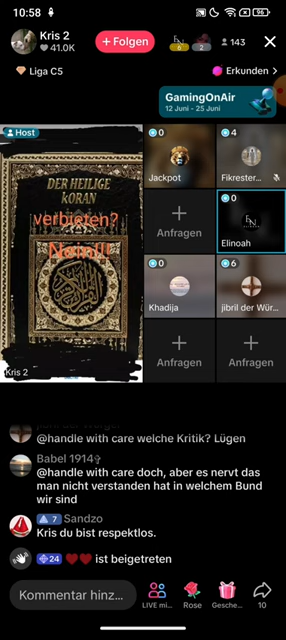 10:58
96
Kris 2
41.0K
+ Folgen
6
2
143
Liga C5
Erkunden >
GamingOnAir
12 Juni - 25 Juni
Host
DER HEILIGE
KORAN
verbieten?
Nein!!!
Kris 2
0
Jackpot
4
Fikrester...
Anfragen
0
Elinoah
0
Khadija
6
jibril der Wür...
Anfragen
Anfragen
@handle with care welche Kritik? Lügen
Babel 1914
@handle with care doch, aber es nervt das
man nicht verstanden hat in welchem Bund
wir sind
7 Sandzo
Kris du bist respektlos.
24 ist beigetreten
Kommentar hinz...
LIVE mi...
Rose
Gesche...
10